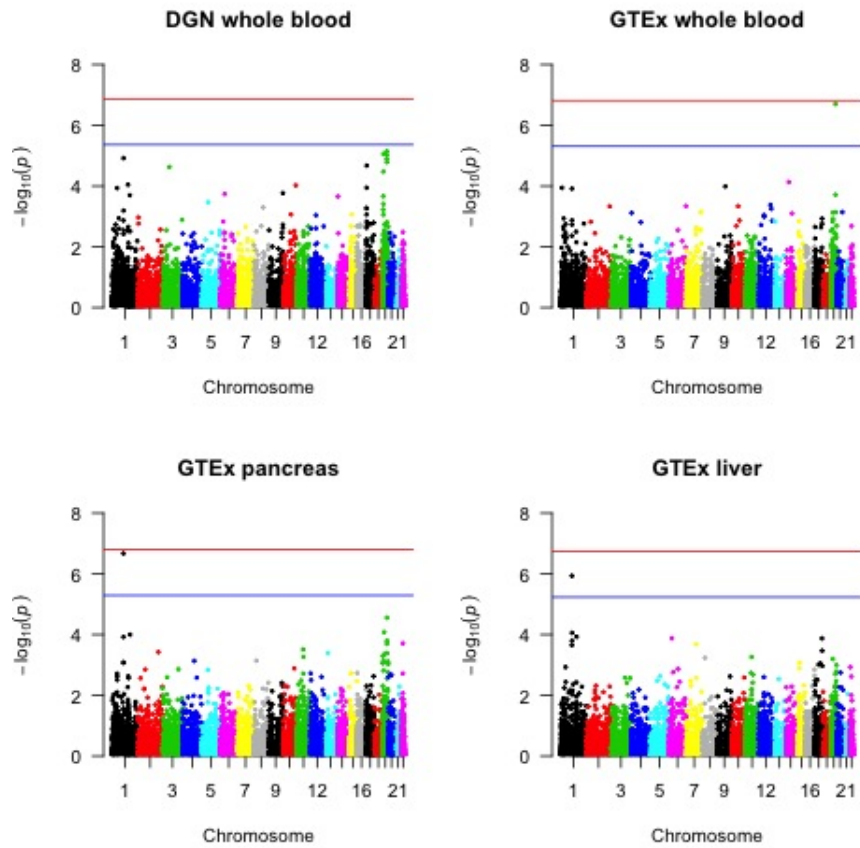 DGN whole blood
8
6
4
2
0
−log₁₀(p)
1 3 5 7 9 12 16 21
Chromosome
GTEx whole blood
8
6
4
2
0
−log₁₀(p)
1 3 5 7 9 12 16 21
Chromosome
GTEx pancreas
8
6
4
2
0
−log₁₀(p)
1 3 5 7 9 12 16 21
Chromosome
GTEx liver
8
6
4
2
0
−log₁₀(p)
1 3 5 7 9 12 16 21
Chromosome